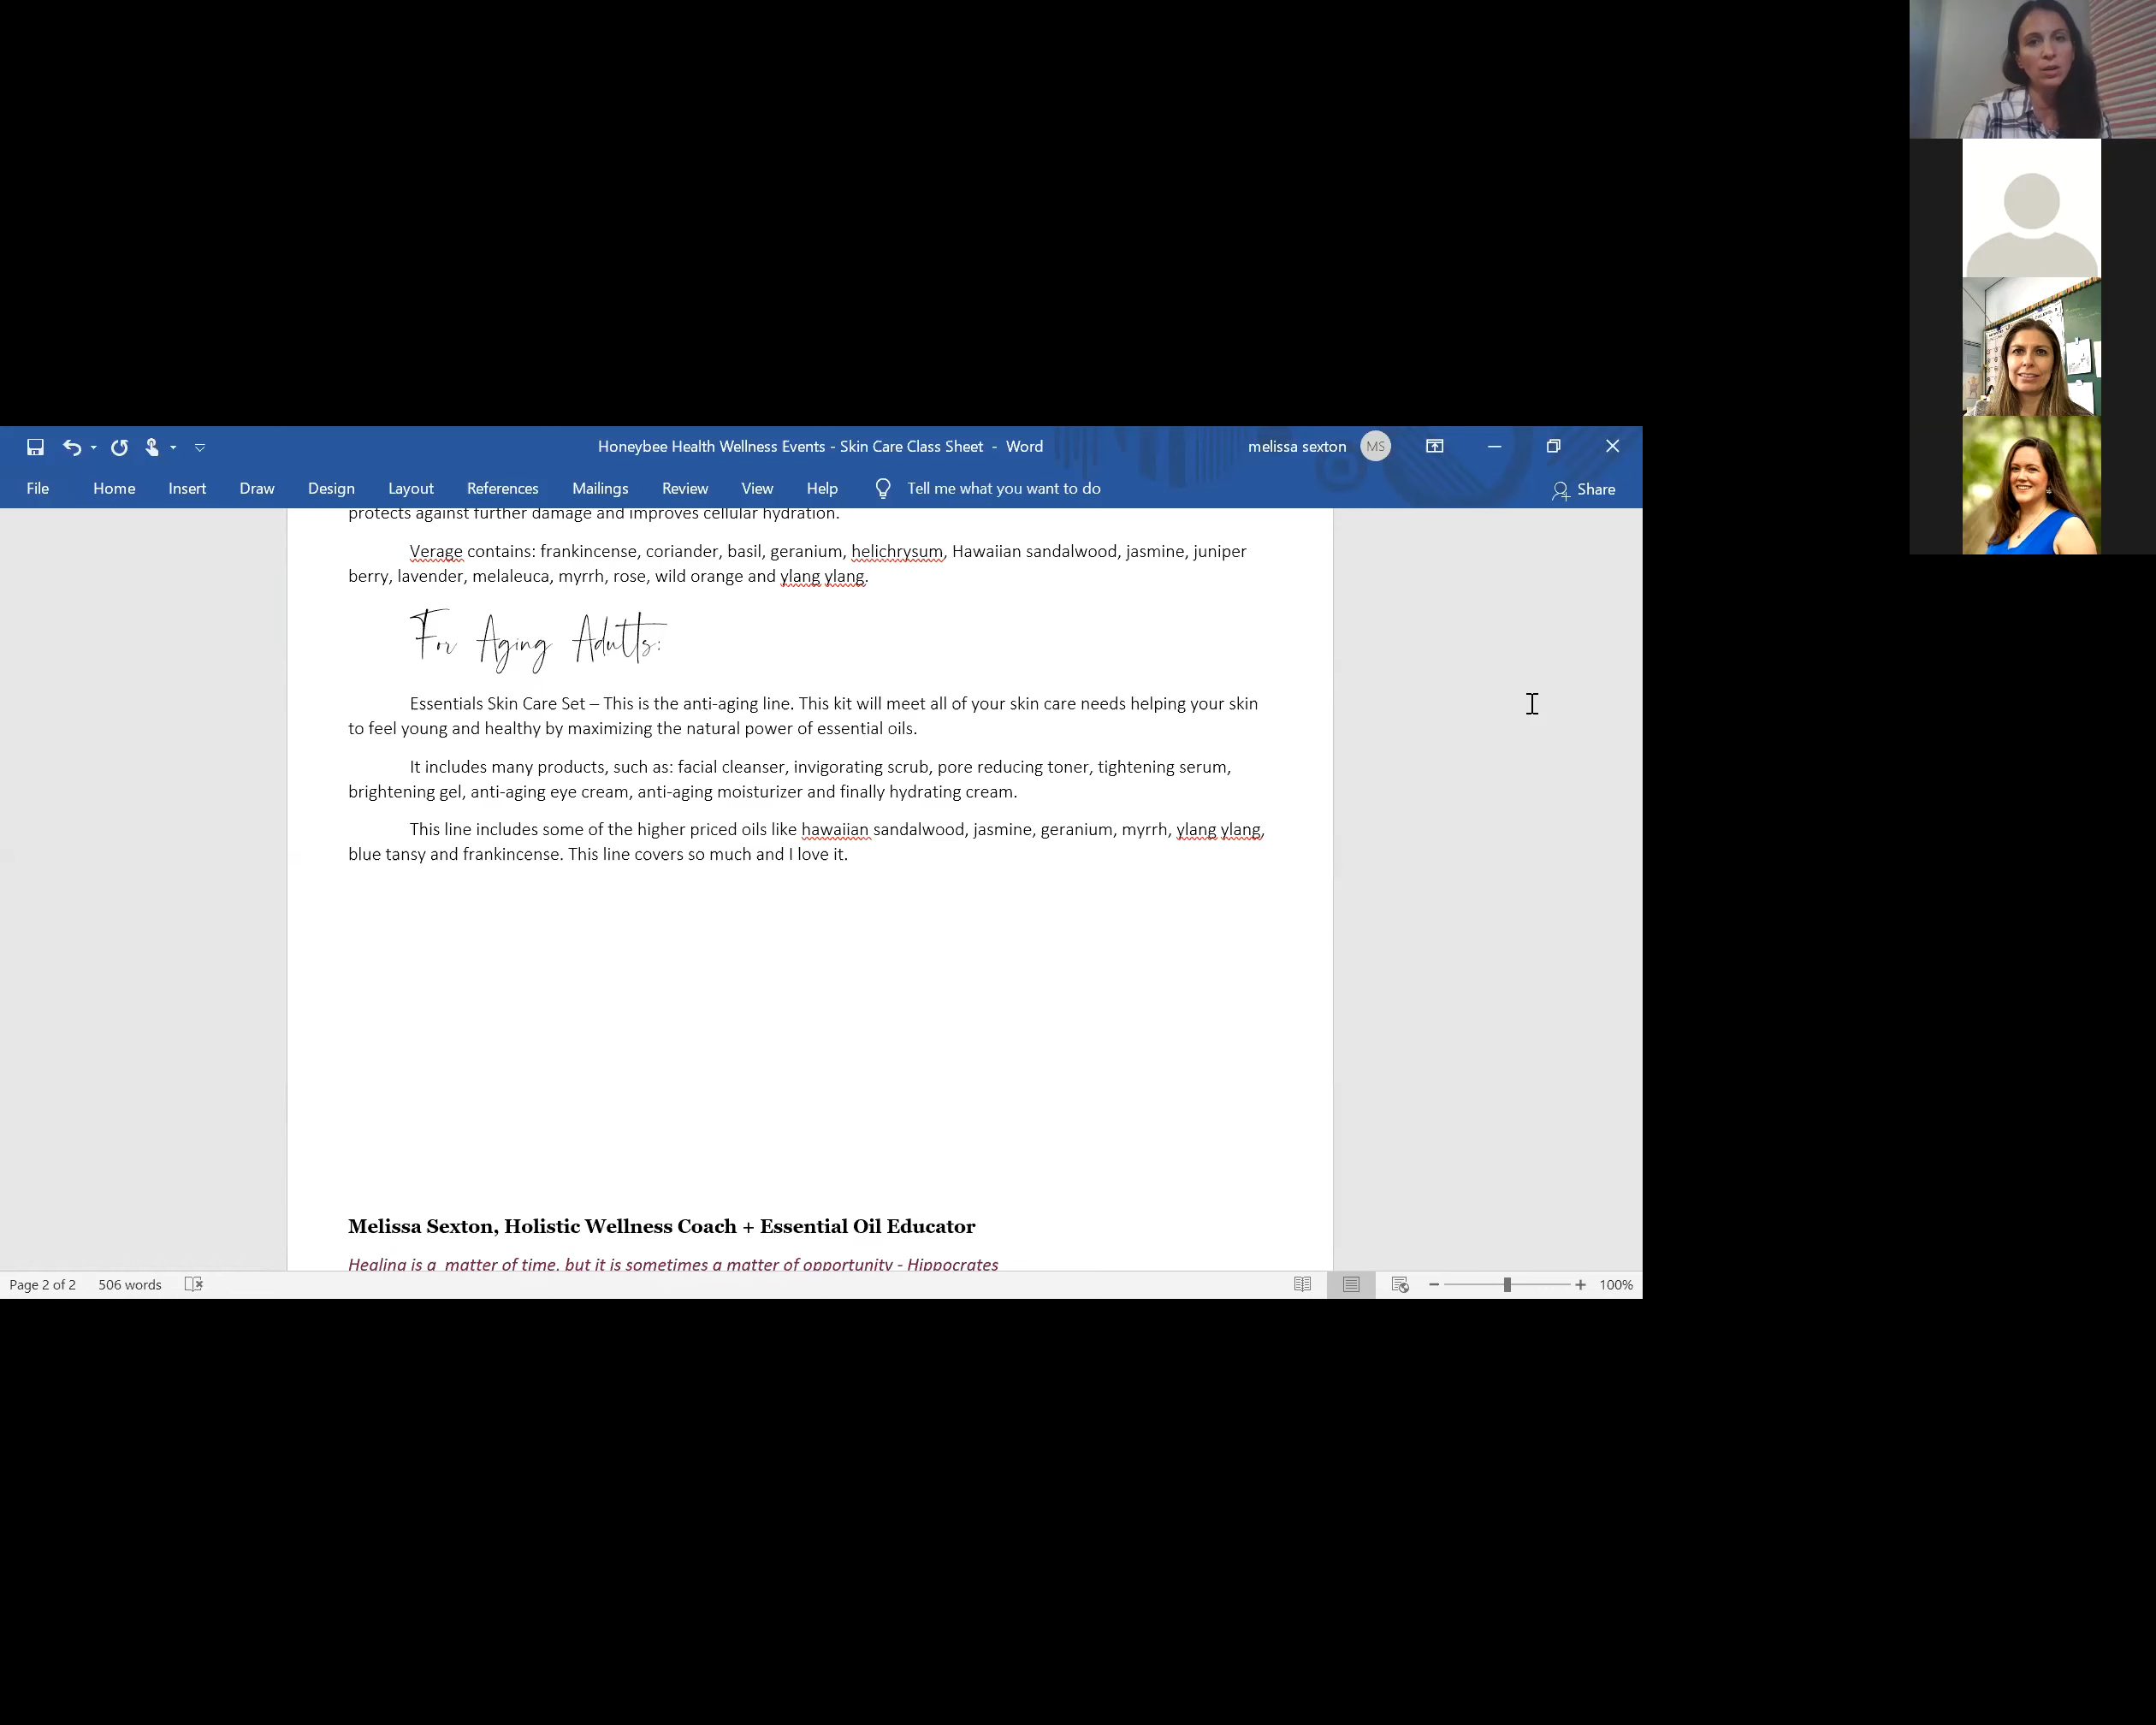 Honeybee Health Wellness Events - Skin Care Class Sheet - Word
melissa sexton MS
File Home Insert Draw Design Layout References Mailings Review View Help Tell me what you want to do Share
protects against further damage and improves cellular hydration.
Verage contains: frankincense, coriander, basil, geranium, helichrysum, Hawaiian sandalwood, jasmine, juniper
berry, lavender, melaleuca, myrrh, rose, wild orange and ylang ylang.
For Aging Adults:
Essentials Skin Care Set – This is the anti-aging line. This kit will meet all of your skin care needs helping your skin
to feel young and healthy by maximizing the natural power of essential oils.
It includes many products, such as: facial cleanser, invigorating scrub, pore reducing toner, tightening serum,
brightening gel, anti-aging eye cream, anti-aging moisturizer and finally hydrating cream.
This line includes some of the higher priced oils like hawaiian sandalwood, jasmine, geranium, myrrh, ylang ylang,
blue tansy and frankincense. This line covers so much and I love it.
Melissa Sexton, Holistic Wellness Coach + Essential Oil Educator
Healing is a matter of time, but it is sometimes a matter of opportunity - Hippocrates
Page 2 of 2 506 words 100%